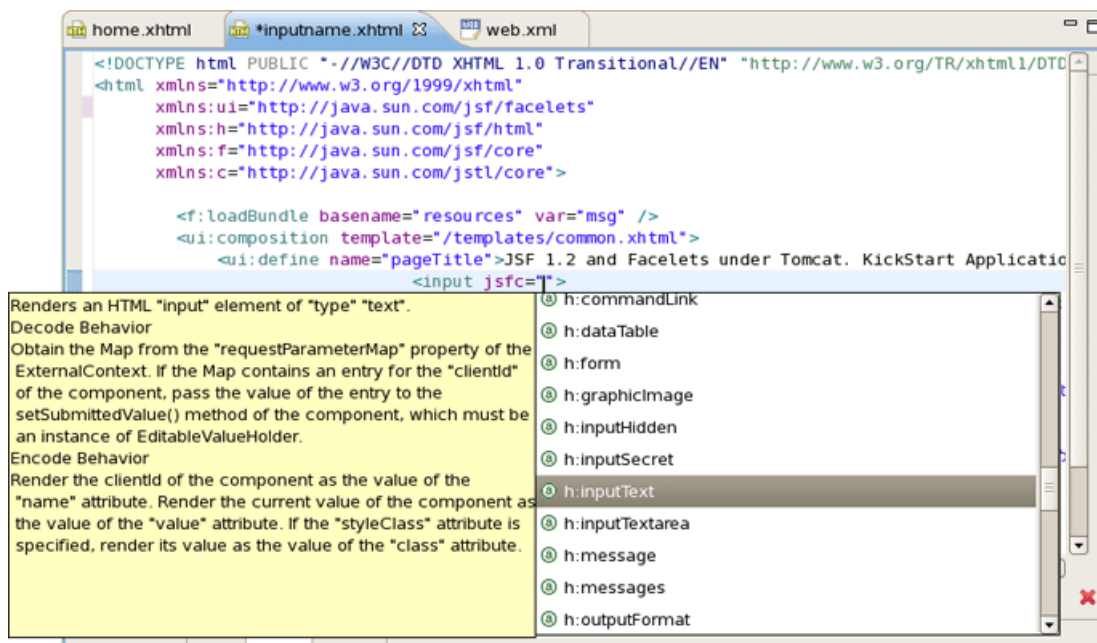 home.xhtml
*inputname.xhtml
web.xml
<!DOCTYPE html PUBLIC "-//W3C//DTD XHTML 1.0 Transitional//EN" "http://www.w3.org/TR/xhtml1/DTD
<html xmlns="http://www.w3.org/1999/xhtml"
xmlns:ui="http://java.sun.com/jsf/facelets"
xmlns:h="http://java.sun.com/jsf/html"
xmlns:f="http://java.sun.com/jsf/core"
xmlns:c="http://java.sun.com/jstl/core">
<f:loadBundle basename="resources" var="msg" />
<ui:composition template="/templates/common.xhtml">
<ui:define name="pageTitle">JSF 1.2 and Facelets under Tomcat. KickStart Applicatio
<input jsfc="">
Renders an HTML "input" element of "type" "text".
Decode Behavior
Obtain the Map from the "requestParameterMap" property of the
ExternalContext. If the Map contains an entry for the "clientId"
of the component, pass the value of the entry to the
setSubmittedValue() method of the component, which must be
an instance of EditableValueHolder.
Encode Behavior
Render the clientId of the component as the value of the
"name" attribute. Render the current value of the component as
the value of the "value" attribute. If the "styleClass" attribute is
specified, render its value as the value of the "class" attribute.
h:commandLink
h:dataTable
h:form
h:graphicImage
h:inputHidden
h:inputSecret
h:inputText
h:inputTextarea
h:message
h:messages
h:outputFormat